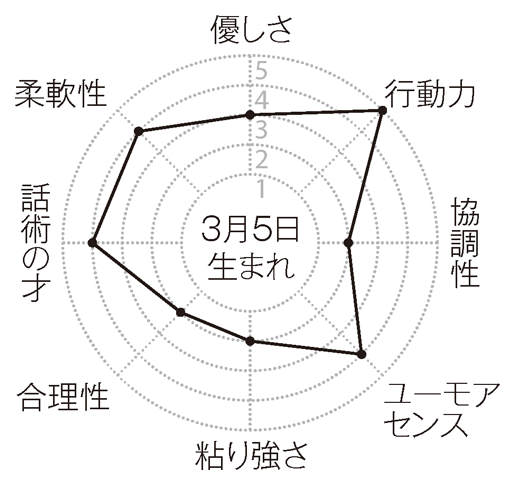 優しさ
行動力
協調性
ユーモア
センス
粘り強さ
合理性
話術の才
柔軟性
5
4
3
2
1
3月5日
生まれ